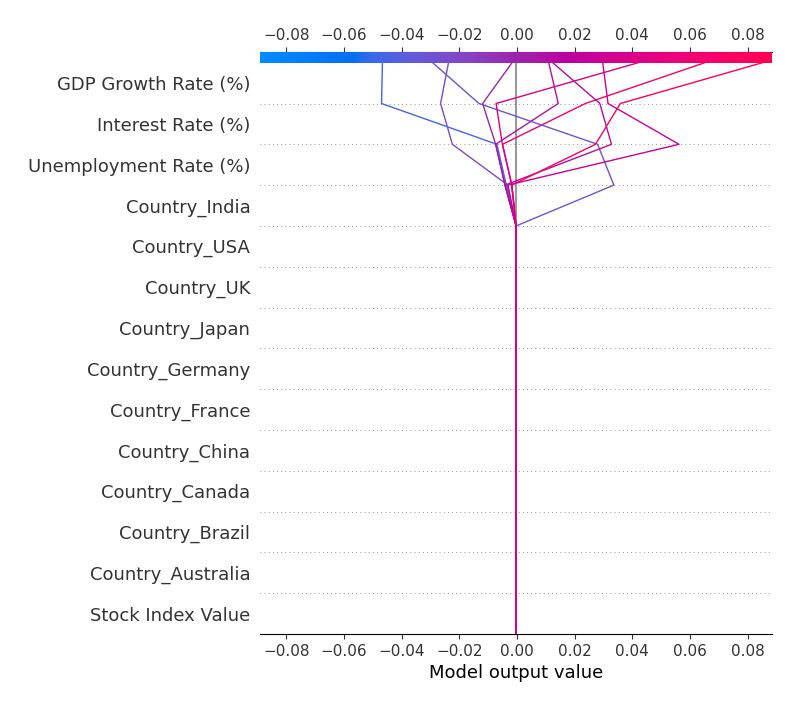 −0.08 −0.06 −0.04 −0.02 0.00 0.02 0.04 0.06 0.08
GDP Growth Rate (%)
Interest Rate (%)
Unemployment Rate (%)
Country_India
Country_USA
Country_UK
Country_Japan
Country_Germany
Country_France
Country_China
Country_Canada
Country_Brazil
Country_Australia
Stock Index Value
−0.08 −0.06 −0.04 −0.02 0.00 0.02 0.04 0.06 0.08
Model output value